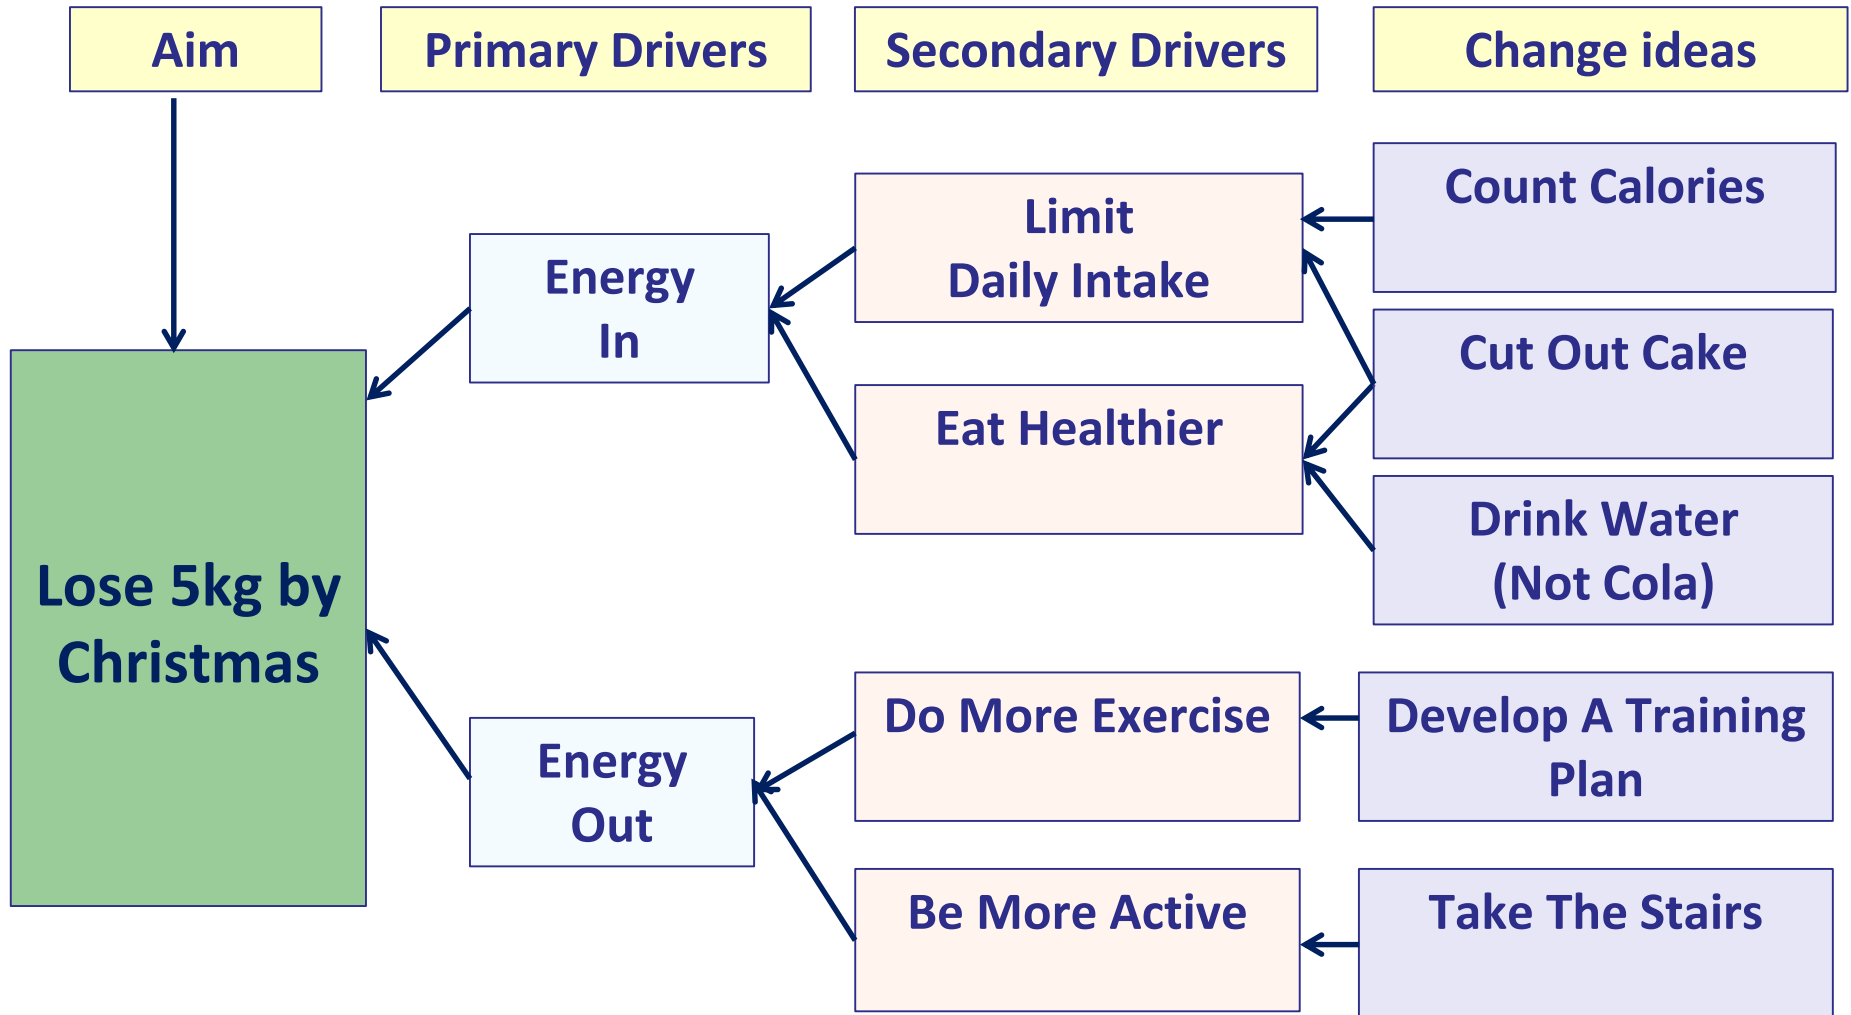 Aim
Primary Drivers
Secondary Drivers
Change ideas
Lose 5kg by
Christmas
Energy
In
Energy
Out
Limit
Daily Intake
Eat Healthier
Do More Exercise
Be More Active
Count Calories
Cut Out Cake
Drink Water
(Not Cola)
Develop A Training
Plan
Take The Stairs